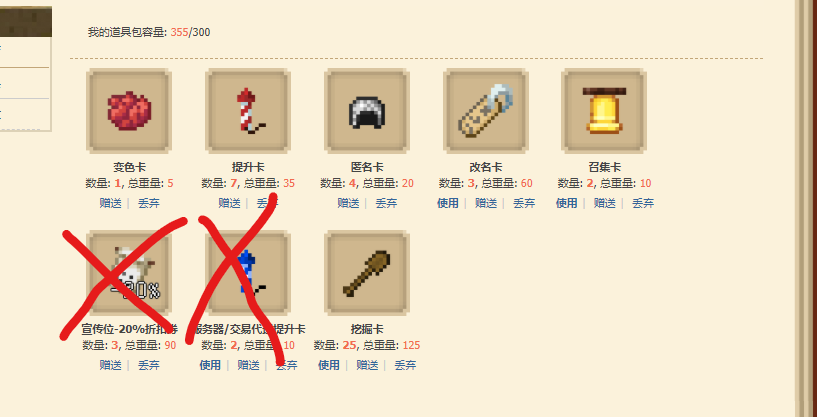 我的道具包容量: 355/300
变色卡 提升卡 匿名卡 改名卡 召集卡
数量: 1, 总重量: 5 数量: 7, 总重量: 35 数量: 4, 总重量: 20 数量: 3, 总重量: 60 数量: 2, 总重量: 10
赠送 | 丢弃 赠送 | 丢弃 赠送 | 丢弃 使用 | 赠送 | 丢弃 使用 | 赠送 | 丢弃
-20%
宣传位-20%折扣券 服务器/交易代理提升卡 挖掘卡
数量: 3, 总重量: 90 数量: 2, 总重量: 10 数量: 25, 总重量: 125
赠送 | 丢弃 使用 | 赠送 | 丢弃 使用 | 赠送 | 丢弃